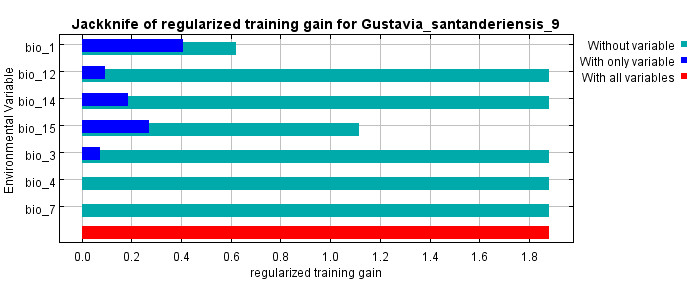 Jackknife of regularized training gain for Gustavia_santanderiensis_9
bio_1
bio_12
bio_14
bio_15
bio_3
bio_4
bio_7
Environmental Variable
0.0 0.2 0.4 0.6 0.8 1.0 1.2 1.4 1.6 1.8
regularized training gain
Without variable
With only variable
With all variables